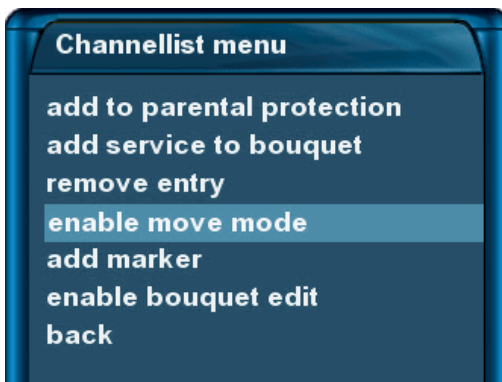 Channellist menu
add to parental protection
add service to bouquet
remove entry
enable move mode
add marker
enable bouquet edit
back